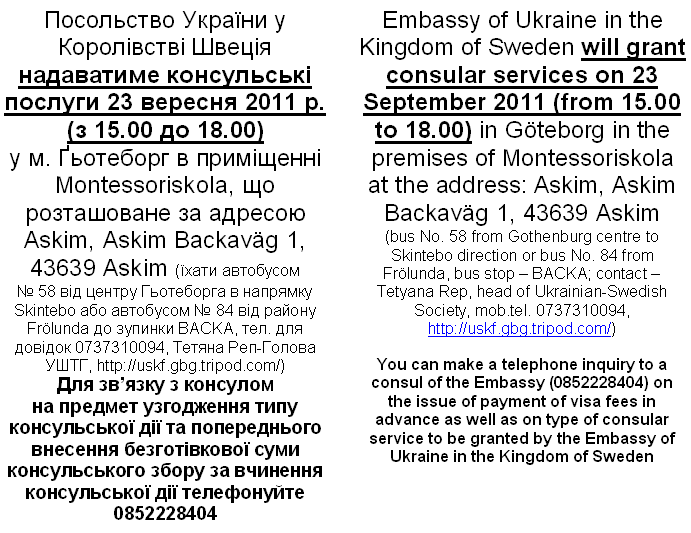 Посольство України у
Королівстві Швеція
надаватиме консульські
послуги 23 вересня 2011 р.
(з 15.00 до 18.00)
у м. Ґьотеборг в приміщенні
Montessoriskola, що
розташоване за адресою
Askim, Askim Backaväg 1,
43639 Askim (їхати автобусом
№ 58 від центру Гьотеборга в напрямку
Skintebo або автобусом № 84 від району
Frölunda до зупинки BACKA, тел. для
довідок 0737310094, Тетяна Реп-Голова
УШТГ, http://uskf.gbg.tripod.com/)
Для зв’язку з консулом
на предмет узгодження типу
консульської дії та попереднього
внесення безготівкової суми
консульського збору за вчинення
консульської дії телефонуйте
0852228404
Embassy of Ukraine in the
Kingdom of Sweden will grant
consular services on 23
September 2011 (from 15.00
to 18.00) in Göteborg in the
premises of Montessoriskola
at the address: Askim, Askim
Backaväg 1, 43639 Askim
(bus No. 58 from Gothenburg centre to
Skintebo direction or bus No. 84 from
Frölunda, bus stop – BACKA; contact –
Tetyana Rep, head of Ukrainian-Swedish
Society, mob.tel. 0737310094,
http://uskf.gbg.tripod.com/)
You can make a telephone inquiry to a
consul of the Embassy (0852228404) on
the issue of payment of visa fees in
advance as well as on type of consular
service to be granted by the Embassy of
Ukraine in the Kingdom of Sweden